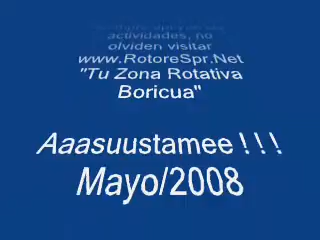 actividades, no
olviden visitar
www.RotoreSpr.Net
"Tu Zona Rotativa
Boricua"
Aaasuustamee ! ! !
Mayo/2008